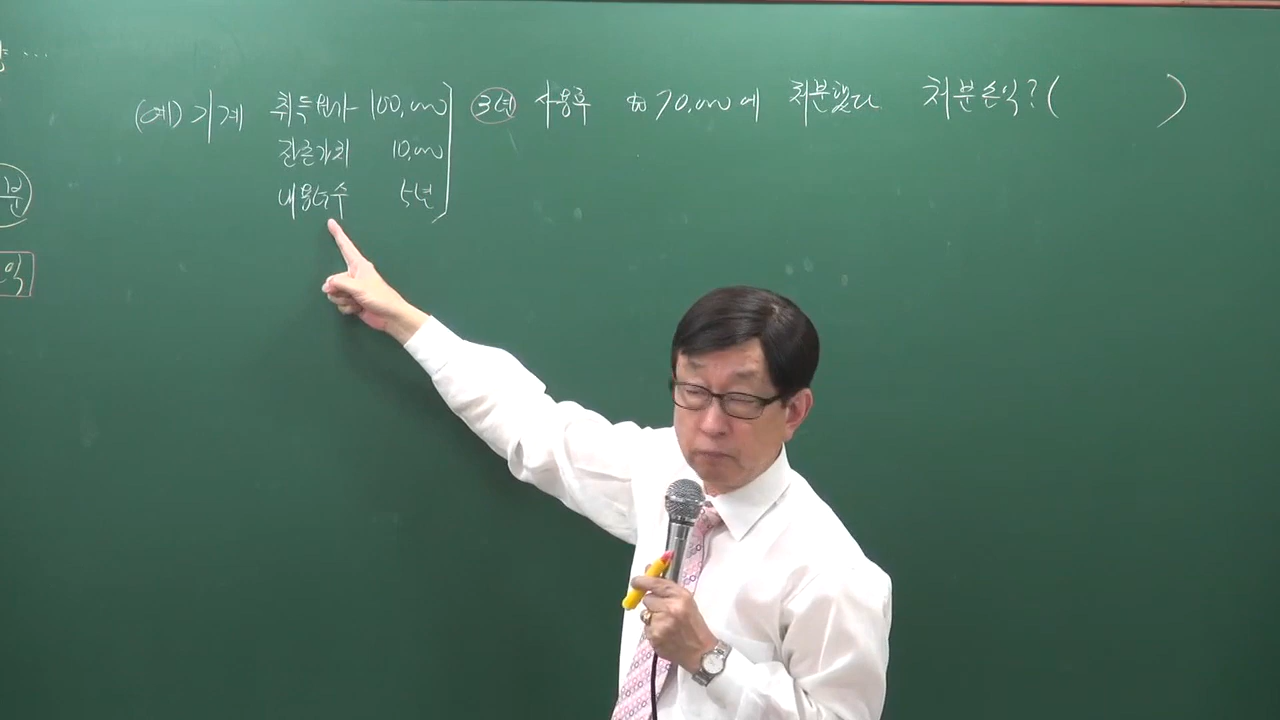 …
(예) 기계 취득원가 100,000 3년 사용후 ₩70,000에 처분했다 처분손익?( )
잔존가치 10,000
내용연수 5년
분
익